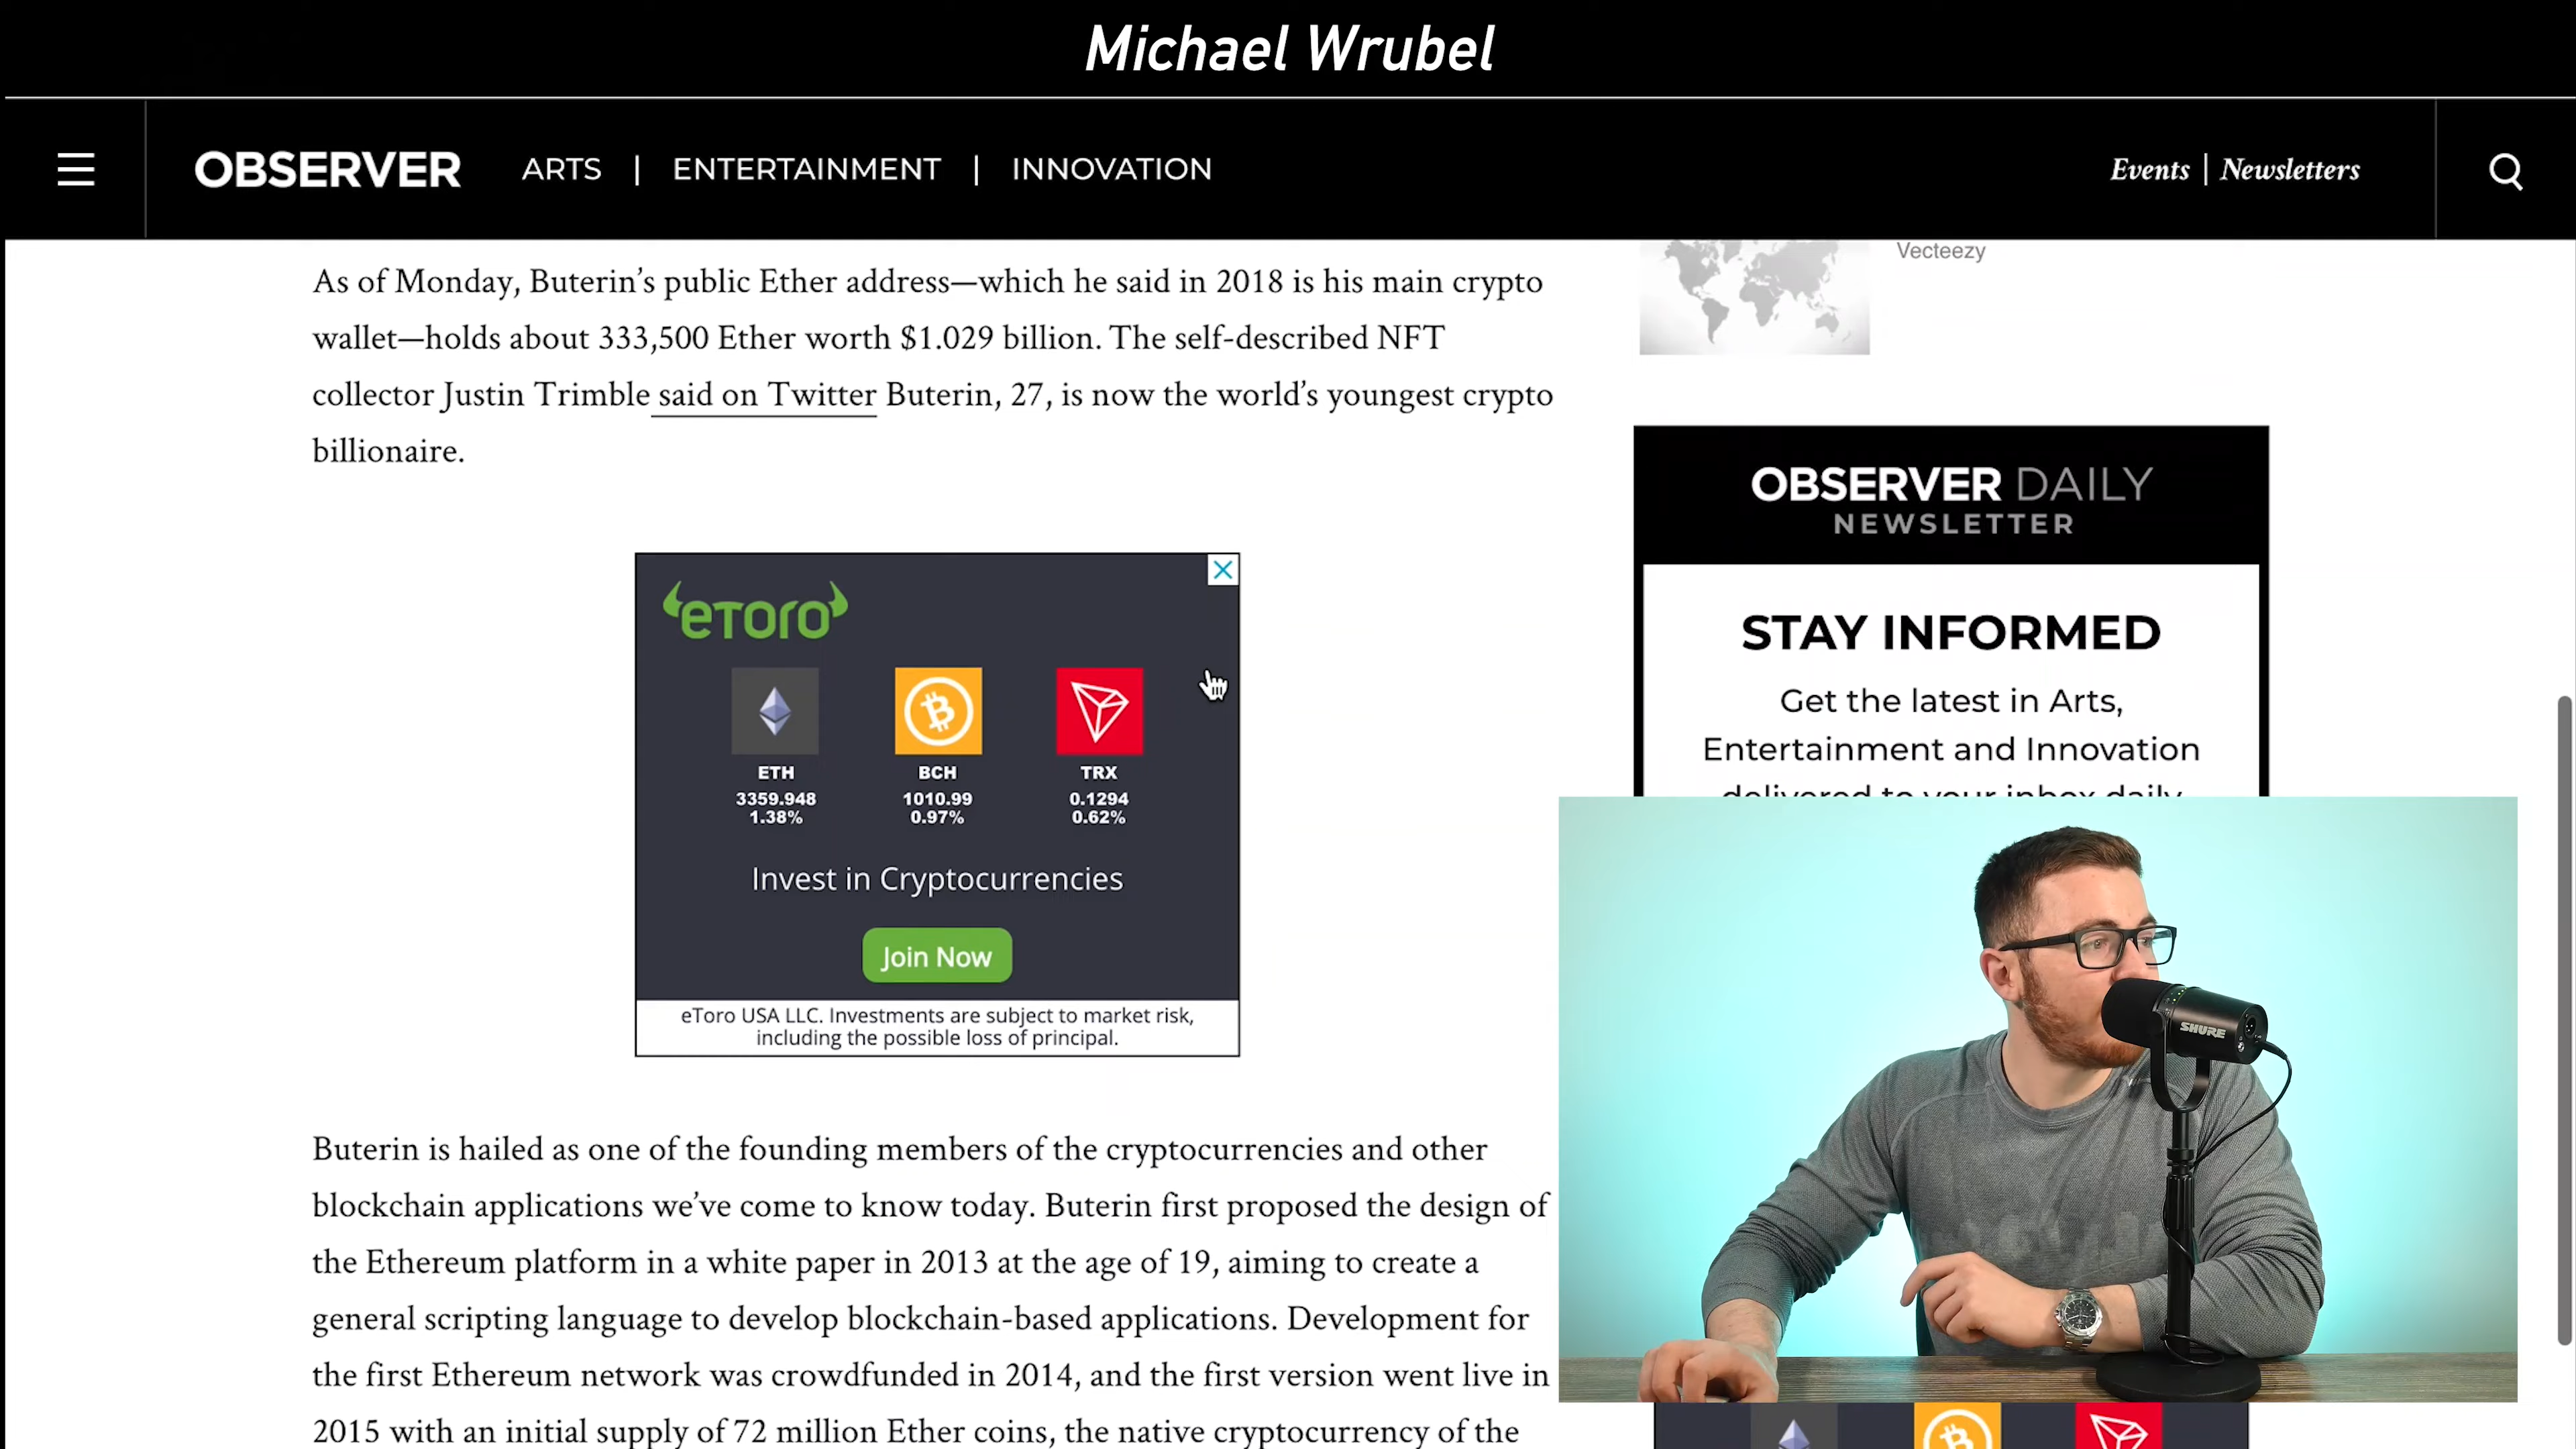 Michael Wrubel
OBSERVER ARTS | ENTERTAINMENT | INNOVATION Events | Newsletters
As of Monday, Buterin’s public Ether address—which he said in 2018 is his main crypto
wallet—holds about 333,500 Ether worth $1.029 billion. The self-described NFT
collector Justin Trimble said on Twitter Buterin, 27, is now the world’s youngest crypto
billionaire.
eToro
ETH BCH TRX
3359.948 1010.99 0.1294
1.38% 0.97% 0.62%
Invest in Cryptocurrencies
Join Now
eToro USA LLC. Investments are subject to market risk,
including the possible loss of principal.
Buterin is hailed as one of the founding members of the cryptocurrencies and other
blockchain applications we’ve come to know today. Buterin first proposed the design of
the Ethereum platform in a white paper in 2013 at the age of 19, aiming to create a
general scripting language to develop blockchain-based applications. Development for
the first Ethereum network was crowdfunded in 2014, and the first version went live in
2015 with an initial supply of 72 million Ether coins, the native cryptocurrency of the
Vecteezy
OBSERVER DAILY
NEWSLETTER
STAY INFORMED
Get the latest in Arts,
Entertainment and Innovation
delivered to your inbox daily
SHURE